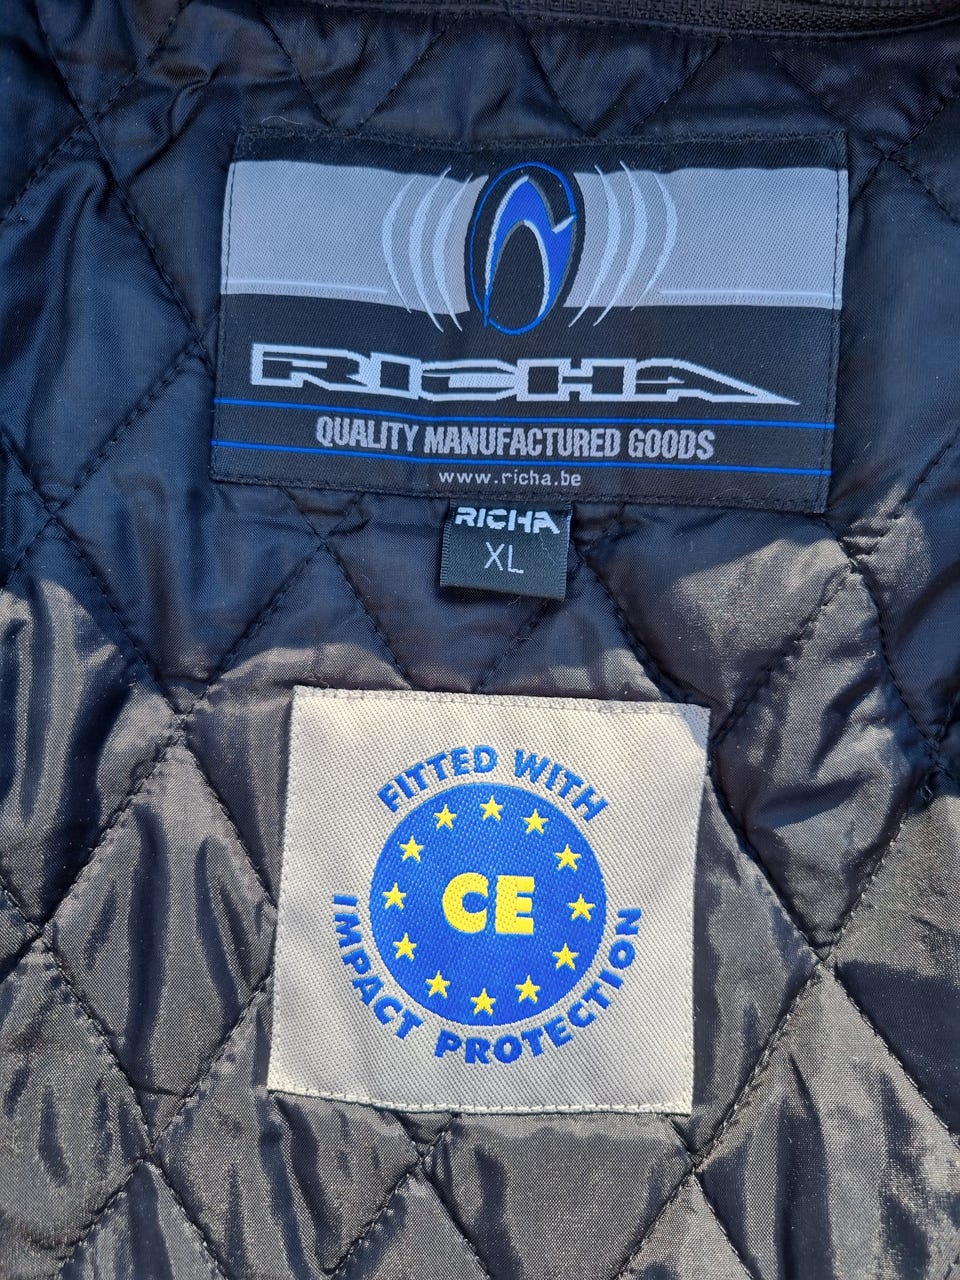 RICHA
QUALITY MANUFACTURED GOODS
www.richa.be
RICHA
XL
FITTED WITH
CE
IMPACT PROTECTION